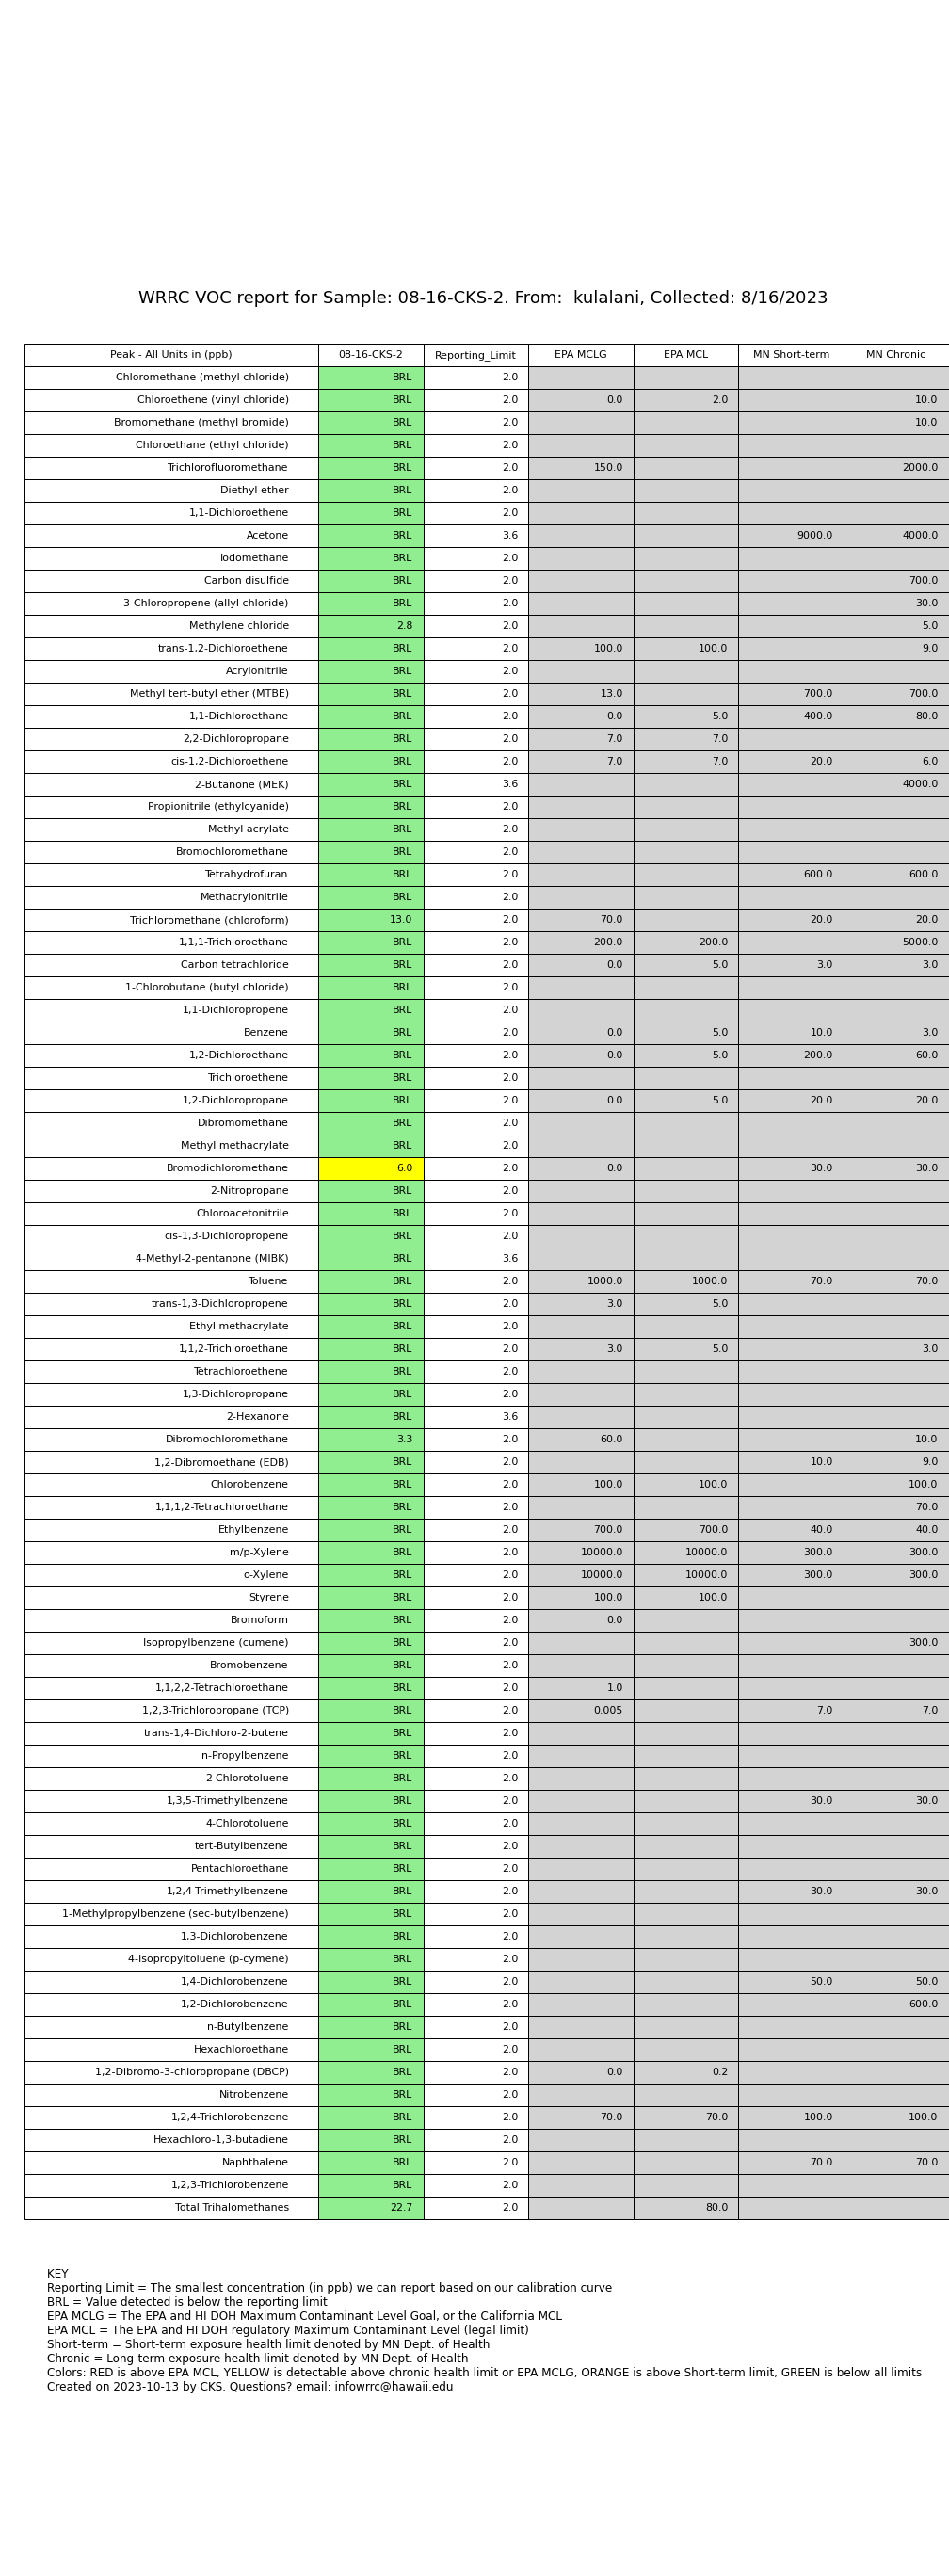 WRRC VOC report for Sample: 08-16-CKS-2. From:  kulalani, Collected: 8/16/2023
Peak - All Units in (ppb) 08-16-CKS-2 Reporting_Limit EPA MCLG EPA MCL MN Short-term MN Chronic
Chloromethane (methyl chloride) BRL 2.0
Chloroethene (vinyl chloride) BRL 2.0 0.0 2.0 10.0
Bromomethane (methyl bromide) BRL 2.0 10.0
Chloroethane (ethyl chloride) BRL 2.0
Trichlorofluoromethane BRL 2.0 150.0 2000.0
Diethyl ether BRL 2.0
1,1-Dichloroethene BRL 2.0
Acetone BRL 3.6 9000.0 4000.0
Iodomethane BRL 2.0
Carbon disulfide BRL 2.0 700.0
3-Chloropropene (allyl chloride) BRL 2.0 30.0
Methylene chloride 2.8 2.0 5.0
trans-1,2-Dichloroethene BRL 2.0 100.0 100.0 9.0
Acrylonitrile BRL 2.0
Methyl tert-butyl ether (MTBE) BRL 2.0 13.0 700.0 700.0
1,1-Dichloroethane BRL 2.0 0.0 5.0 400.0 80.0
2,2-Dichloropropane BRL 2.0 7.0 7.0
cis-1,2-Dichloroethene BRL 2.0 7.0 7.0 20.0 6.0
2-Butanone (MEK) BRL 3.6 4000.0
Propionitrile (ethylcyanide) BRL 2.0
Methyl acrylate BRL 2.0
Bromochloromethane BRL 2.0
Tetrahydrofuran BRL 2.0 600.0 600.0
Methacrylonitrile BRL 2.0
Trichloromethane (chloroform) 13.0 2.0 70.0 20.0 20.0
1,1,1-Trichloroethane BRL 2.0 200.0 200.0 5000.0
Carbon tetrachloride BRL 2.0 0.0 5.0 3.0 3.0
1-Chlorobutane (butyl chloride) BRL 2.0
1,1-Dichloropropene BRL 2.0
Benzene BRL 2.0 0.0 5.0 10.0 3.0
1,2-Dichloroethane BRL 2.0 0.0 5.0 200.0 60.0
Trichloroethene BRL 2.0
1,2-Dichloropropane BRL 2.0 0.0 5.0 20.0 20.0
Dibromomethane BRL 2.0
Methyl methacrylate BRL 2.0
Bromodichloromethane 6.0 2.0 0.0 30.0 30.0
2-Nitropropane BRL 2.0
Chloroacetonitrile BRL 2.0
cis-1,3-Dichloropropene BRL 2.0
4-Methyl-2-pentanone (MIBK) BRL 3.6
Toluene BRL 2.0 1000.0 1000.0 70.0 70.0
trans-1,3-Dichloropropene BRL 2.0 3.0 5.0
Ethyl methacrylate BRL 2.0
1,1,2-Trichloroethane BRL 2.0 3.0 5.0 3.0
Tetrachloroethene BRL 2.0
1,3-Dichloropropane BRL 2.0
2-Hexanone BRL 3.6
Dibromochloromethane 3.3 2.0 60.0 10.0
1,2-Dibromoethane (EDB) BRL 2.0 10.0 9.0
Chlorobenzene BRL 2.0 100.0 100.0 100.0
1,1,1,2-Tetrachloroethane BRL 2.0 70.0
Ethylbenzene BRL 2.0 700.0 700.0 40.0 40.0
m/p-Xylene BRL 2.0 10000.0 10000.0 300.0 300.0
o-Xylene BRL 2.0 10000.0 10000.0 300.0 300.0
Styrene BRL 2.0 100.0 100.0
Bromoform BRL 2.0 0.0
Isopropylbenzene (cumene) BRL 2.0 300.0
Bromobenzene BRL 2.0
1,1,2,2-Tetrachloroethane BRL 2.0 1.0
1,2,3-Trichloropropane (TCP) BRL 2.0 0.005 7.0 7.0
trans-1,4-Dichloro-2-butene BRL 2.0
n-Propylbenzene BRL 2.0
2-Chlorotoluene BRL 2.0
1,3,5-Trimethylbenzene BRL 2.0 30.0 30.0
4-Chlorotoluene BRL 2.0
tert-Butylbenzene BRL 2.0
Pentachloroethane BRL 2.0
1,2,4-Trimethylbenzene BRL 2.0 30.0 30.0
1-Methylpropylbenzene (sec-butylbenzene) BRL 2.0
1,3-Dichlorobenzene BRL 2.0
4-Isopropyltoluene (p-cymene) BRL 2.0
1,4-Dichlorobenzene BRL 2.0 50.0 50.0
1,2-Dichlorobenzene BRL 2.0 600.0
n-Butylbenzene BRL 2.0
Hexachloroethane BRL 2.0
1,2-Dibromo-3-chloropropane (DBCP) BRL 2.0 0.0 0.2
Nitrobenzene BRL 2.0
1,2,4-Trichlorobenzene BRL 2.0 70.0 70.0 100.0 100.0
Hexachloro-1,3-butadiene BRL 2.0
Naphthalene BRL 2.0 70.0 70.0
1,2,3-Trichlorobenzene BRL 2.0
Total Trihalomethanes 22.7 2.0 80.0
KEY
Reporting Limit = The smallest concentration (in ppb) we can report based on our calibration curve
BRL = Value detected is below the reporting limit
EPA MCLG = The EPA and HI DOH Maximum Contaminant Level Goal, or the California MCL
EPA MCL = The EPA and HI DOH regulatory Maximum Contaminant Level (legal limit)
Short-term = Short-term exposure health limit denoted by MN Dept. of Health
Chronic = Long-term exposure health limit denoted by MN Dept. of Health
Colors: RED is above EPA MCL, YELLOW is detectable above chronic health limit or EPA MCLG, ORANGE is above Short-term limit, GREEN is below all limits
Created on 2023-10-13 by CKS. Questions? email: infowrrc@hawaii.edu